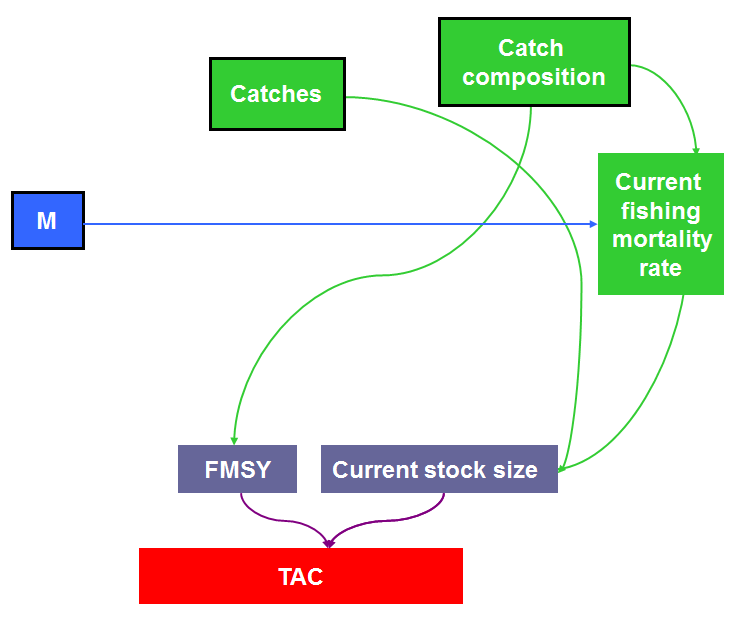 Catch
composition
Catches
Current
fishing
mortality
rate
M
FMSY
Current stock size
TAC